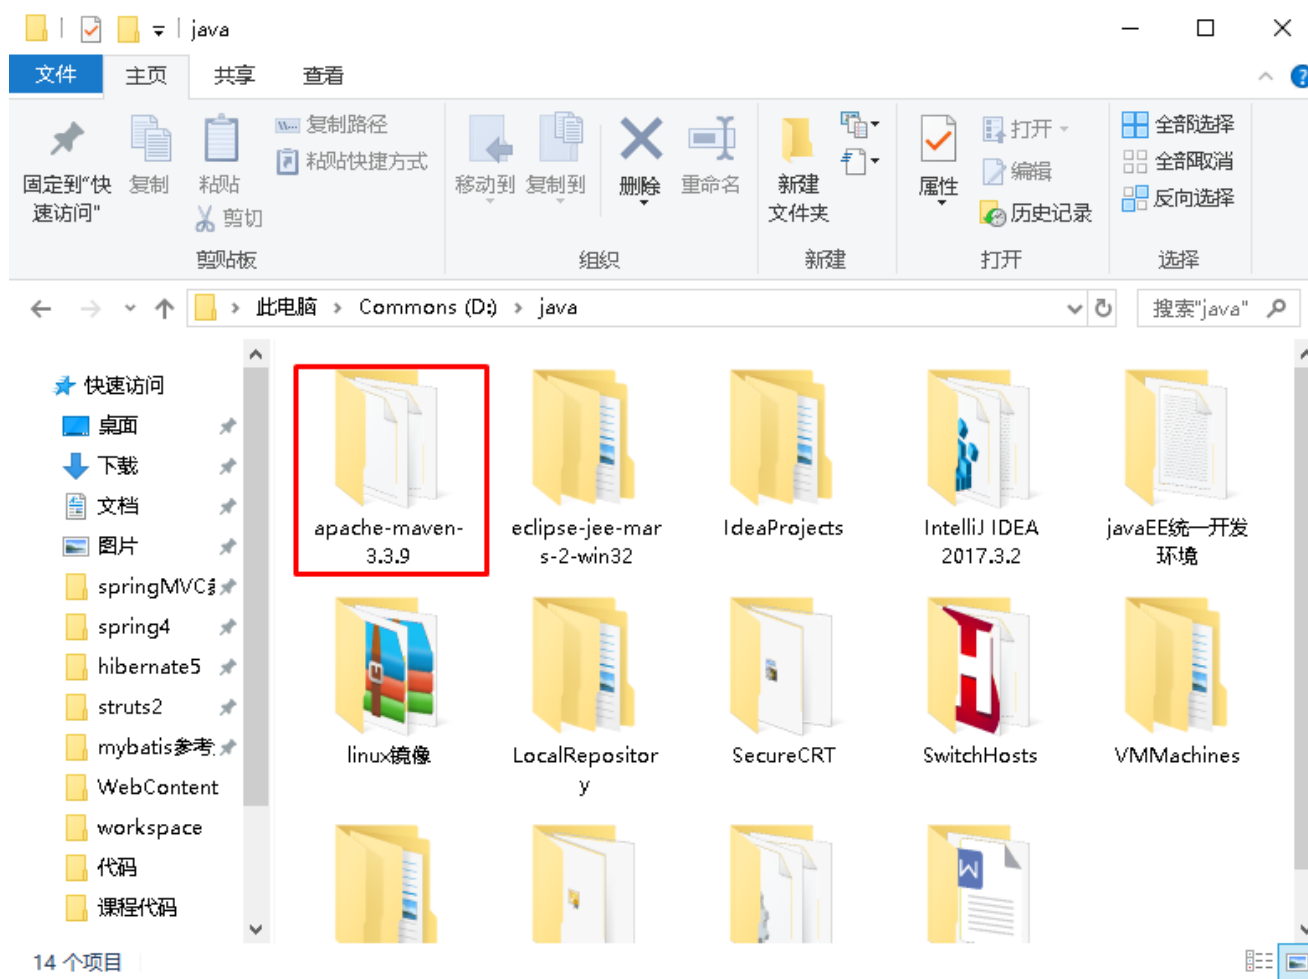 java
文件 主页 共享 查看
固定到"快速访问"
复制
粘贴
复制路径
粘贴快捷方式
剪切
剪贴板
移动到
复制到
删除
重命名
组织
新建
文件夹
新建
属性
打开
编辑
历史记录
打开
全部选择
全部取消
反向选择
选择
此电脑 > Commons (D:) > java
搜索"java"
快速访问
桌面
下载
文档
图片
springMVC
spring4
hibernate5
struts2
mybatis参考
WebContent
workspace
代码
课程代码
apache-maven-
3.3.9
eclipse-jee-mar
s-2-win32
IdeaProjects
IntelliJ IDEA
2017.3.2
javaEE统一开发
环境
linux镜像
LocalRepositor
y
SecureCRT
SwitchHosts
VMMachines
14 个项目